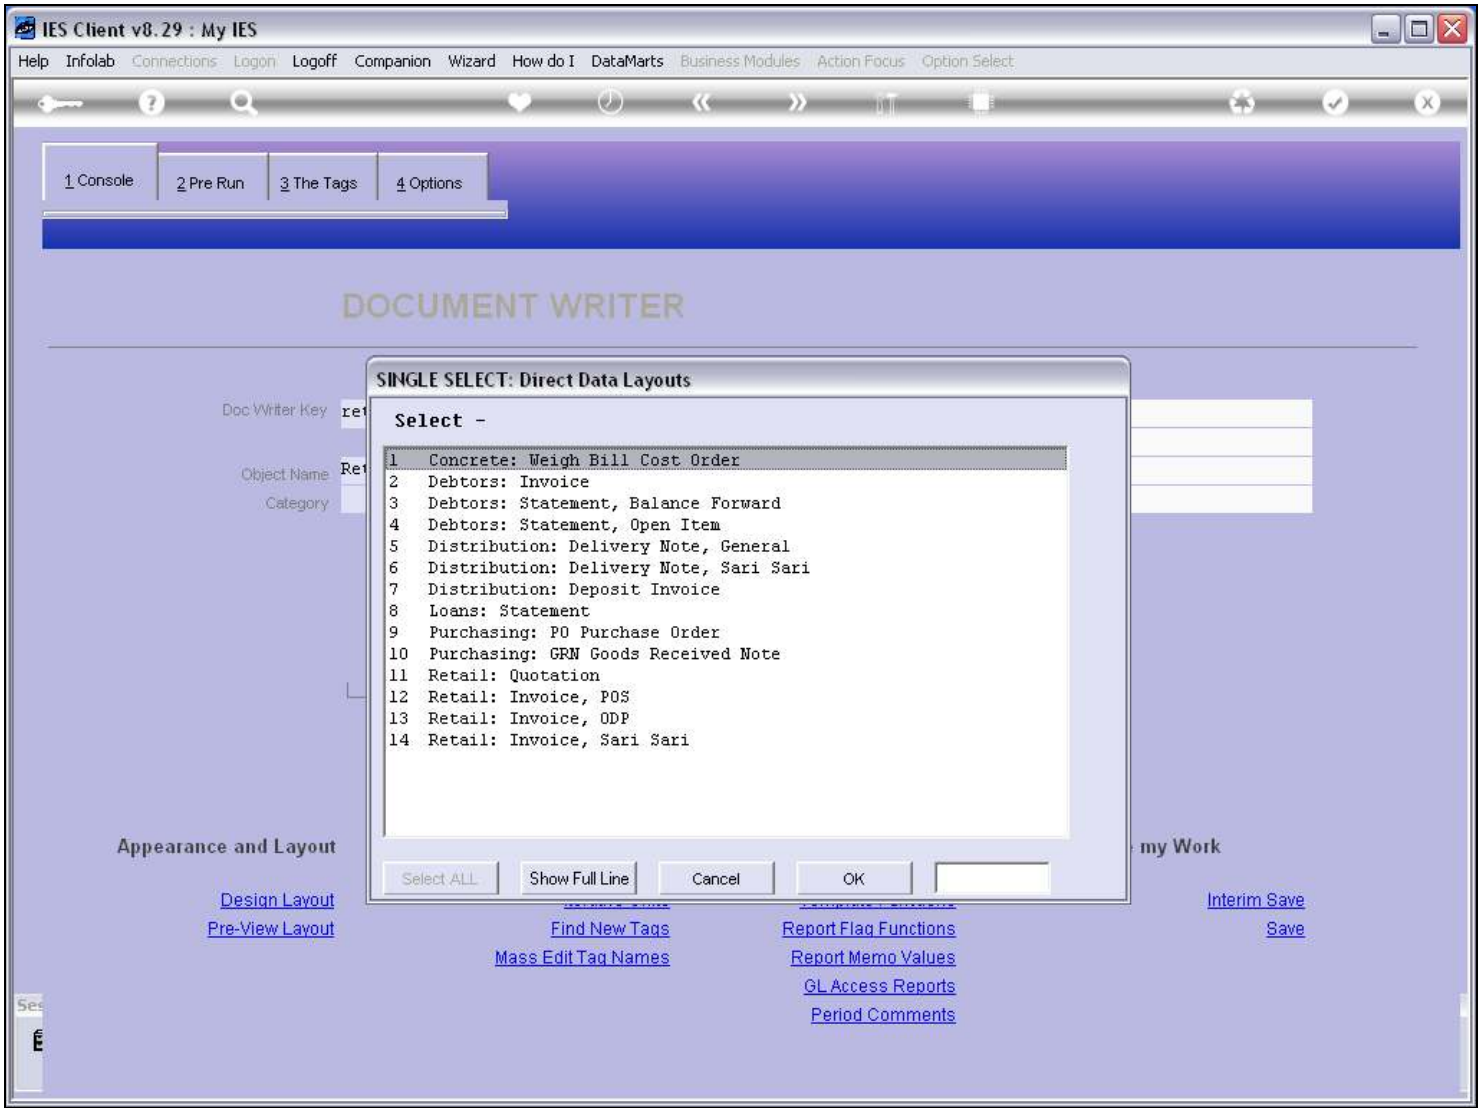 IES Client v8.29 : My IES
Help Infolab Connections Logon Logoff Companion Wizard How do I DataMarts Business Modules Action Focus Option Select
1 Console 2 Pre Run 3 The Tags 4 Options
DOCUMENT WRITER
SINGLE SELECT: Direct Data Layouts
Doc Writer Key
Select -
Object Name
Category
1 Concrete: Weigh Bill Cost Order
2 Debtors: Invoice
3 Debtors: Statement, Balance Forward
4 Debtors: Statement, Open Item
5 Distribution: Delivery Note, General
6 Distribution: Delivery Note, Sari Sari
7 Distribution: Deposit Invoice
8 Loans: Statement
9 Purchasing: PO Purchase Order
10 Purchasing: GRN Goods Received Note
11 Retail: Quotation
12 Retail: Invoice, POS
13 Retail: Invoice, ODP
14 Retail: Invoice, Sari Sari
Select ALL Show Full Line Cancel OK
Appearance and Layout
my Work
Design Layout
Interim Save
Pre-View Layout Find New Tags Report Flag Functions Save
Mass Edit Tag Names Report Memo Values
GL Access Reports
Period Comments